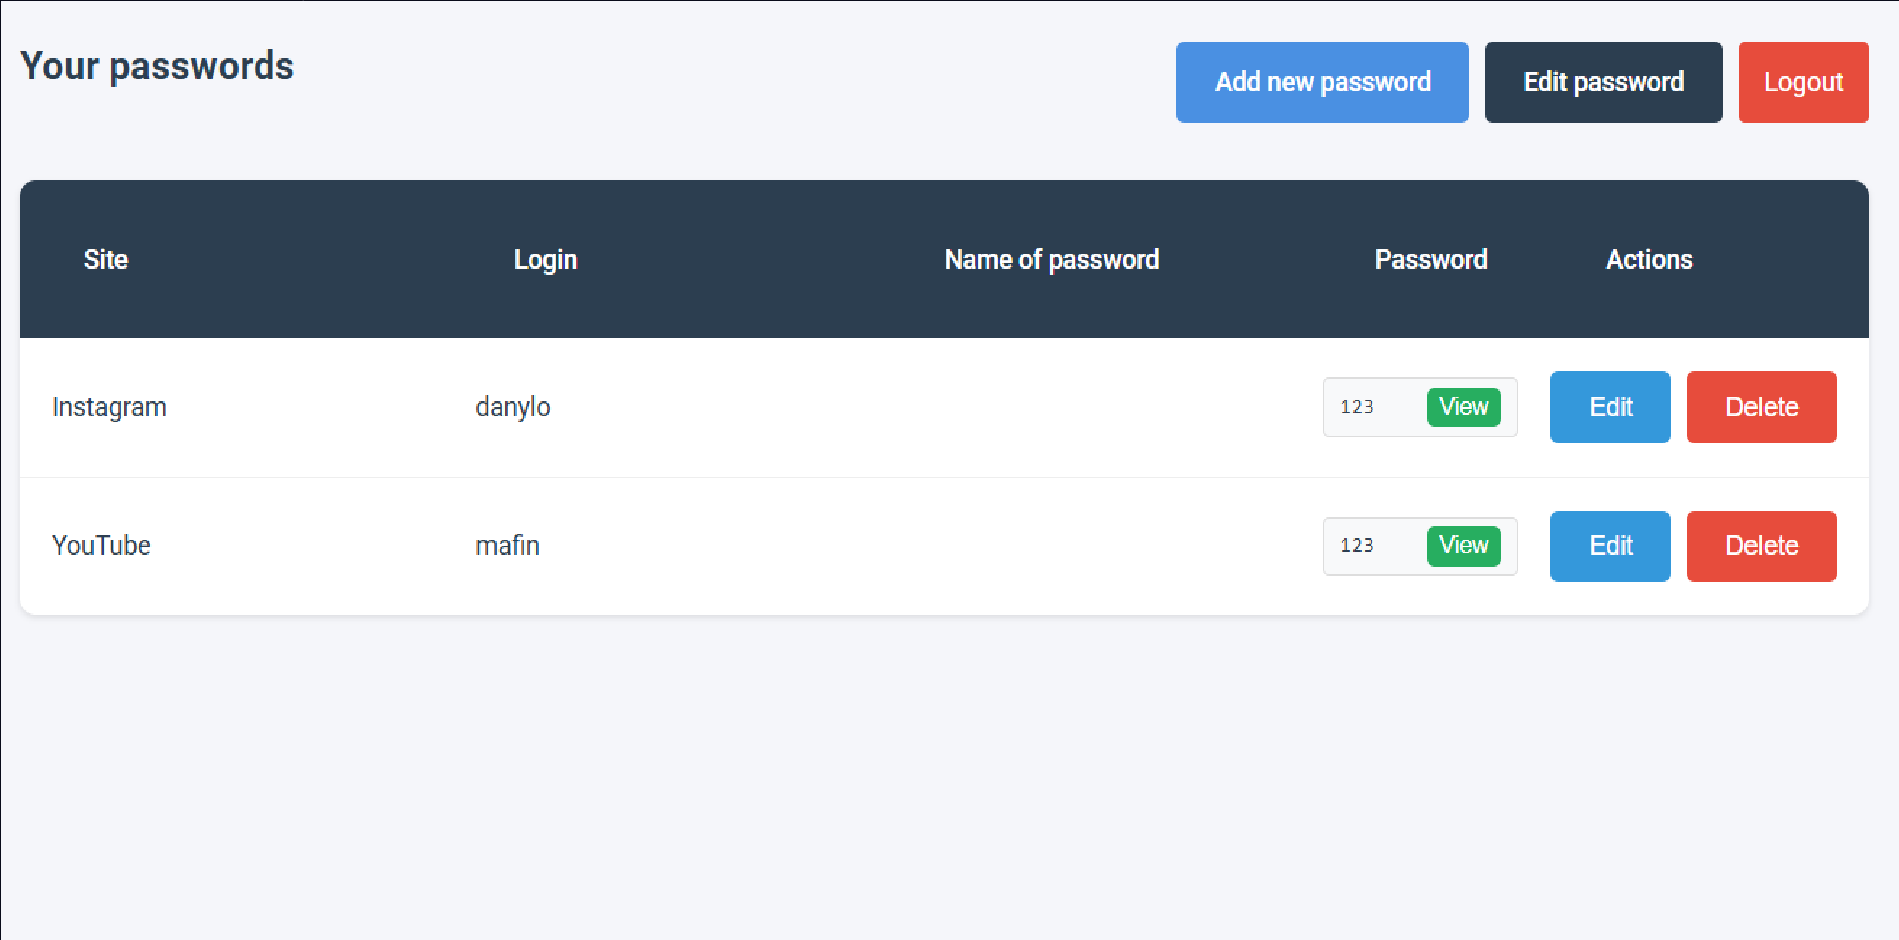 Your passwords
Add new password Edit password Logout
Site Login Name of password Password Actions
Instagram danylo 123 View Edit Delete
YouTube mafin 123 View Edit Delete